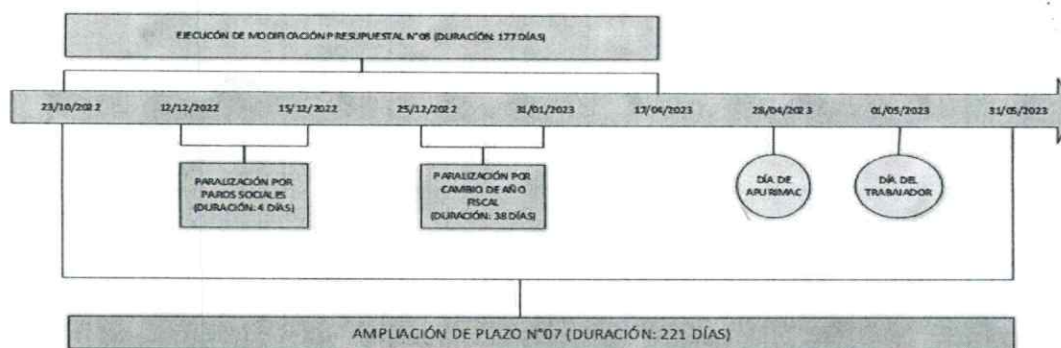 EJECUCÓN DE MODIFICACIÓN PRESUPUESTAL N°08 (DURACIÓN: 177 DÍAS)
23/10/2022 12/12/2022 15/12/2022 25/12/2022 31/01/2023 17/04/2023 28/04/2023 01/05/2023 31/05/2023
PARALIZACIÓN POR
PAROS SOCIALES
(DURACIÓN: 4 DÍAS)
PARALIZACIÓN POR
CAMBIO DE AÑO
FISCAL
(DURACIÓN: 38 DÍAS)
DÍA DE
APURIMAC
DÍA DEL
TRABAJADOR
AMPLIACIÓN DE PLAZO N°07 (DURACIÓN: 221 DÍAS)